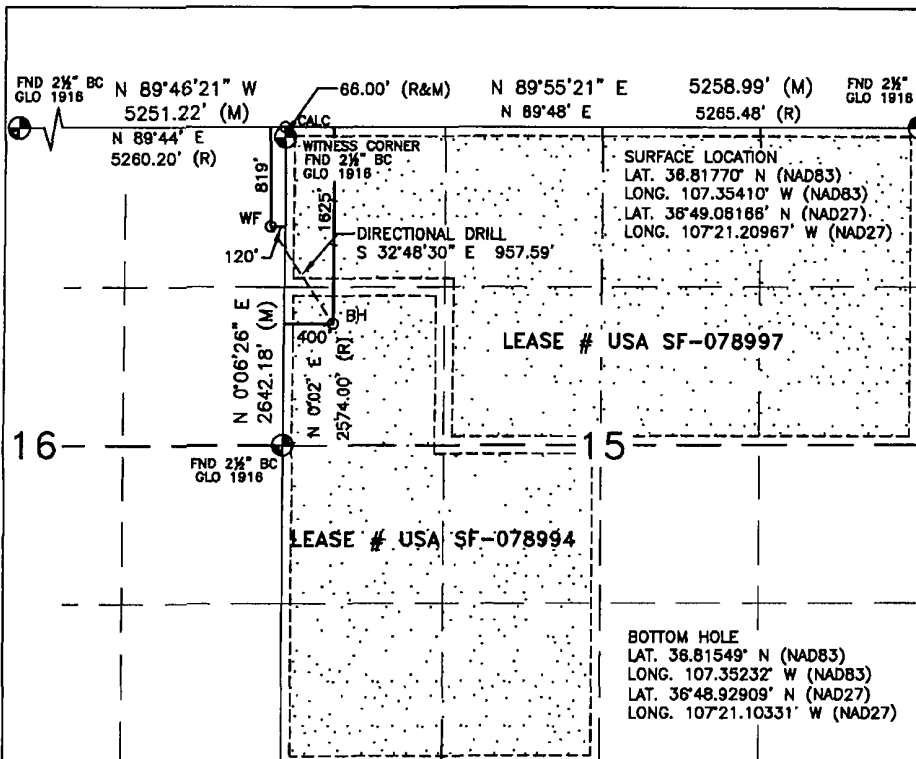 FND 2½" BC
GLO 1916
N 89°46'21" W
5251.22' (M)
N 89°44' E
5260.20' (R)
66.00' (R&M)
CALC
N 89°55'21" E
5258.99' (M)
N 89°48' E
5265.48' (R)
FND 2½"
GLO 1916
WITNESS CORNER
FND 2½" BC
GLO 1916
819'
1625'
WF
120'
DIRECTIONAL DRILL
S 32°48'30" E 957.59'
SURFACE LOCATION
LAT. 36.81770° N (NAD83)
LONG. 107.35410° W (NAD83)
LAT. 36°49.06166' N (NAD27)
LONG. 107°21.20967' W (NAD27)
BH
400'
LEASE # USA SF-078997
N 0°06'26" E
2642.18' (M)
N 0°02' E
2574.00' (R)
16
15
FND 2½" BC
GLO 1916
LEASE # USA SF-078994
BOTTOM HOLE
LAT. 36.81549° N (NAD83)
LONG. 107.35232° W (NAD83)
LAT. 36°48.92909' N (NAD27)
LONG. 107°21.10331' W (NAD27)